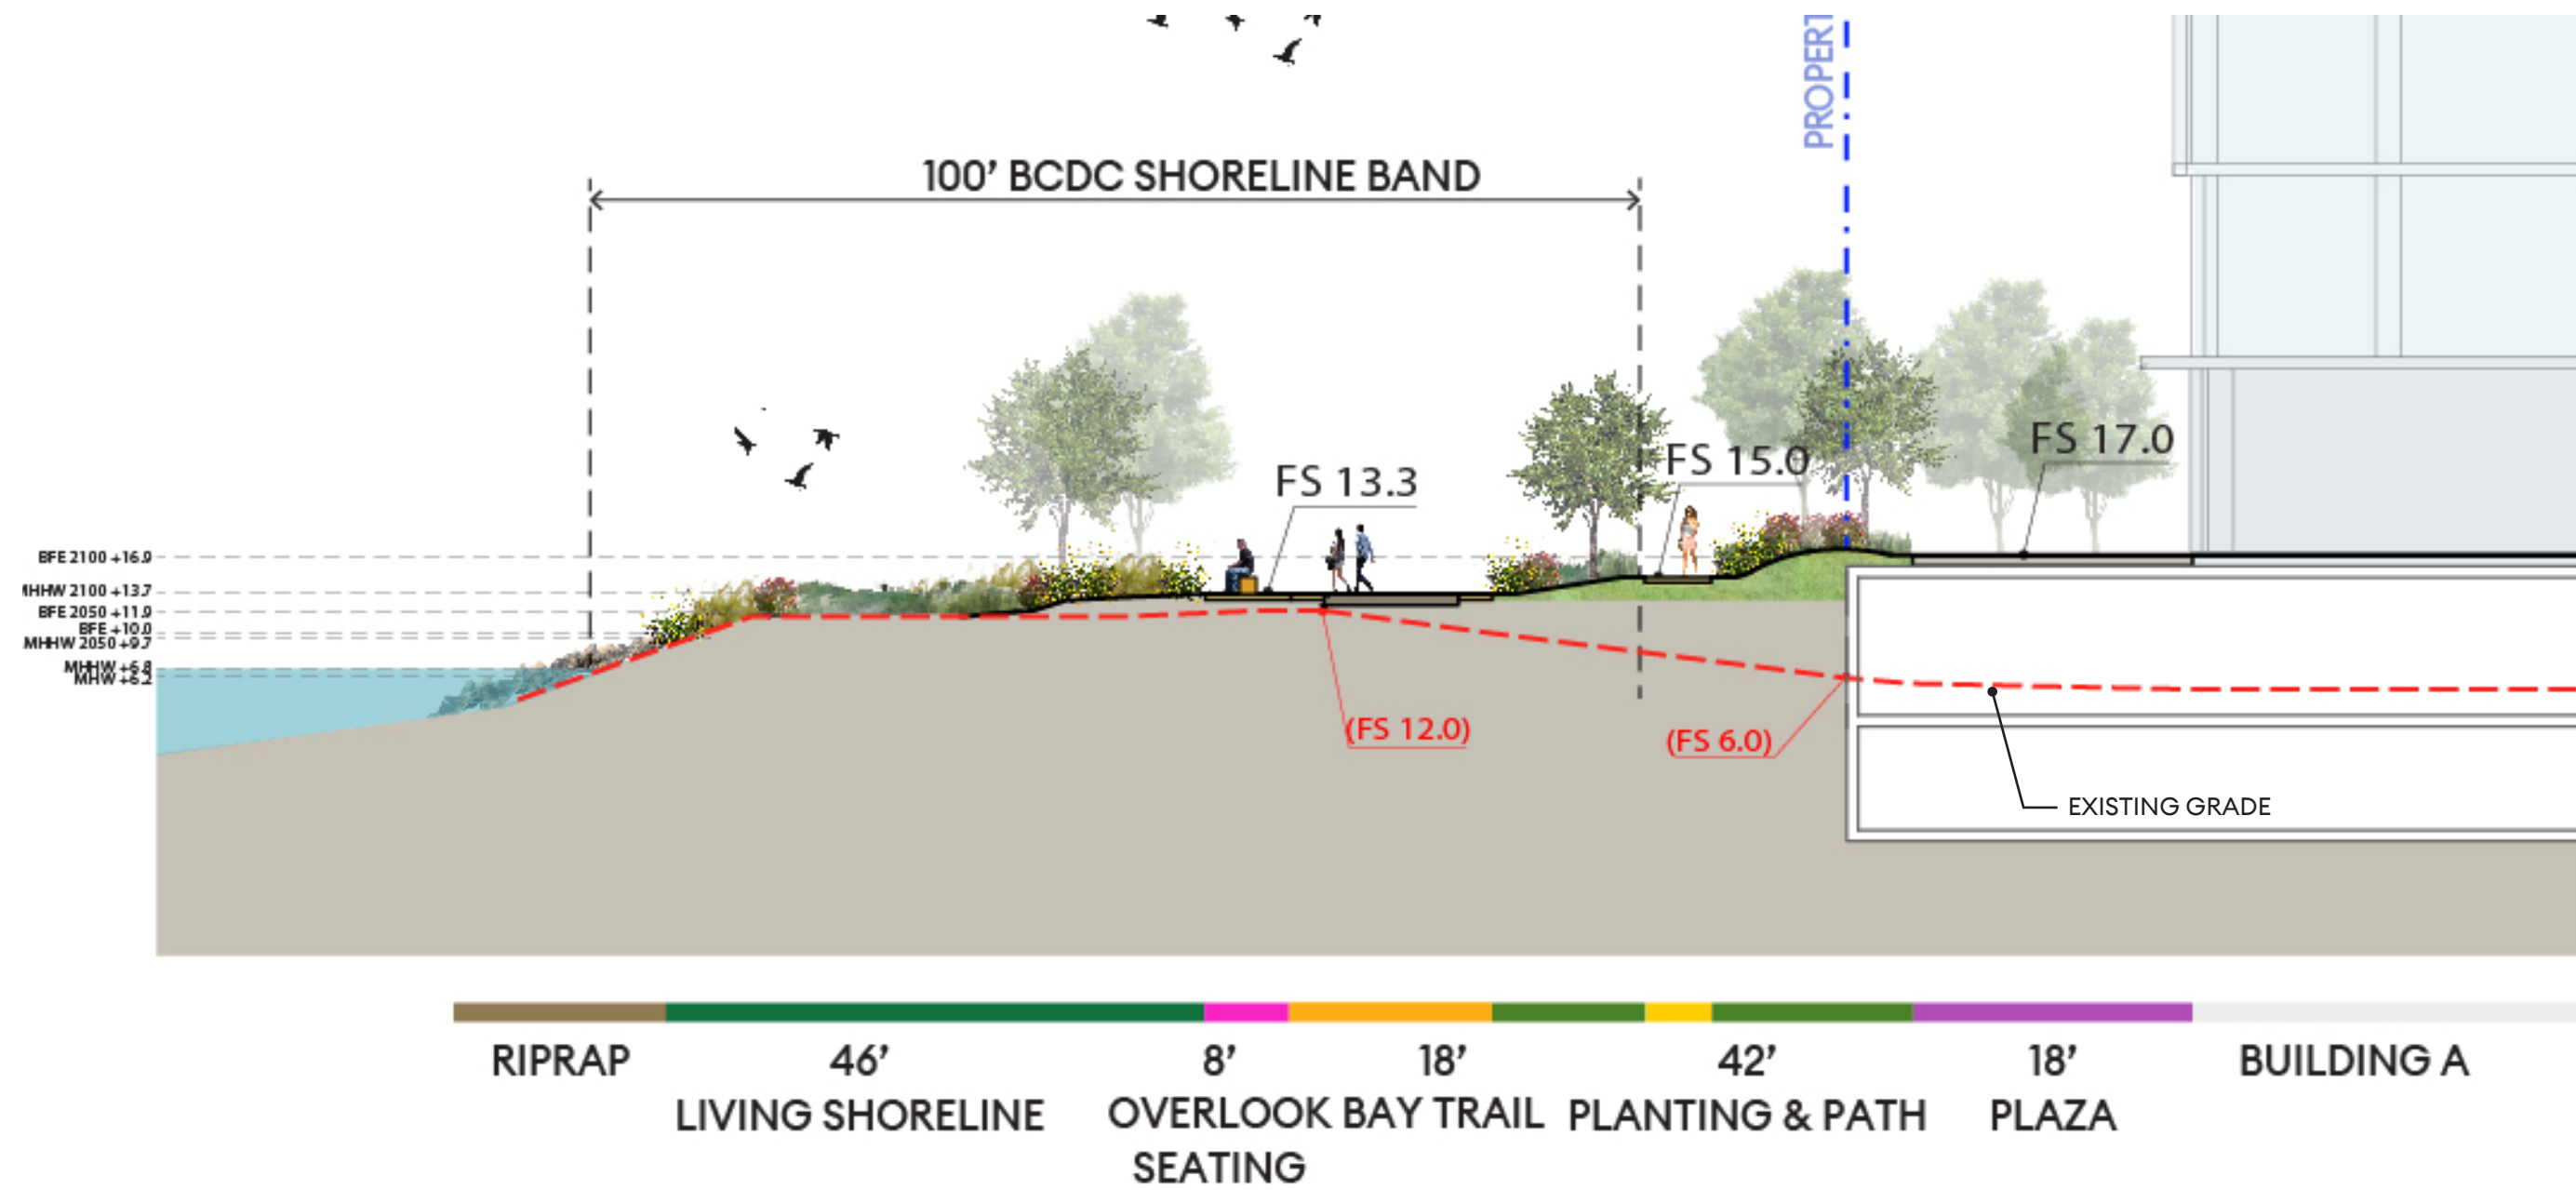 PROPERT
100’ BCDC SHORELINE BAND
FS 17.0
FS 15.0
FS 13.3
BFE 2100 +16.9
MHHW 2100 +13.7
BFE 2050 +11.9
BFE +10.0
MHHW 2050 +9.7
MHHW +6.8
MHW +6.2
(FS 12.0)
(FS 6.0)
EXISTING GRADE
RIPRAP 46’ 8’ 18’ 42’ 18’ BUILDING A
LIVING SHORELINE OVERLOOK BAY TRAIL PLANTING & PATH PLAZA
SEATING